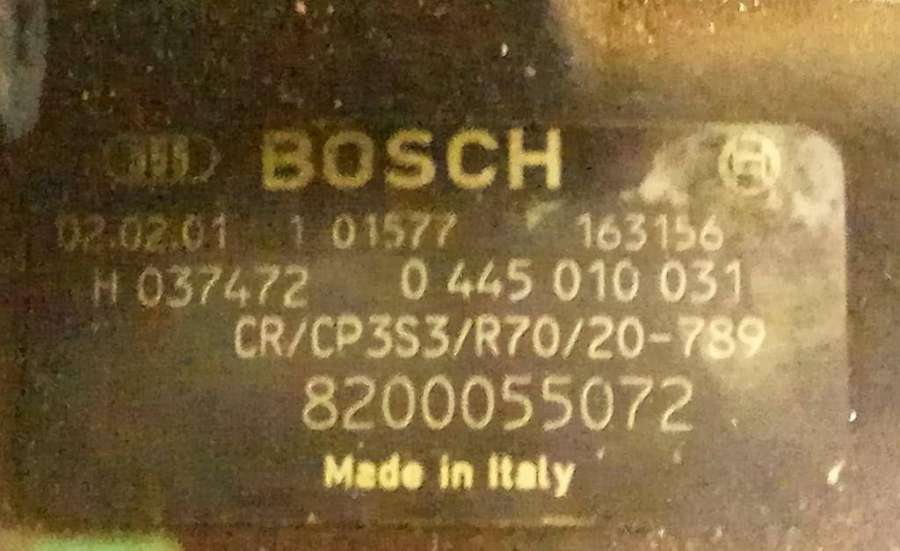 BOSCH
02.02.01 1 01577 163156
H 037472 0 445 010 031
CR/CP3S3/R70/20-789
8200055072
Made in Italy